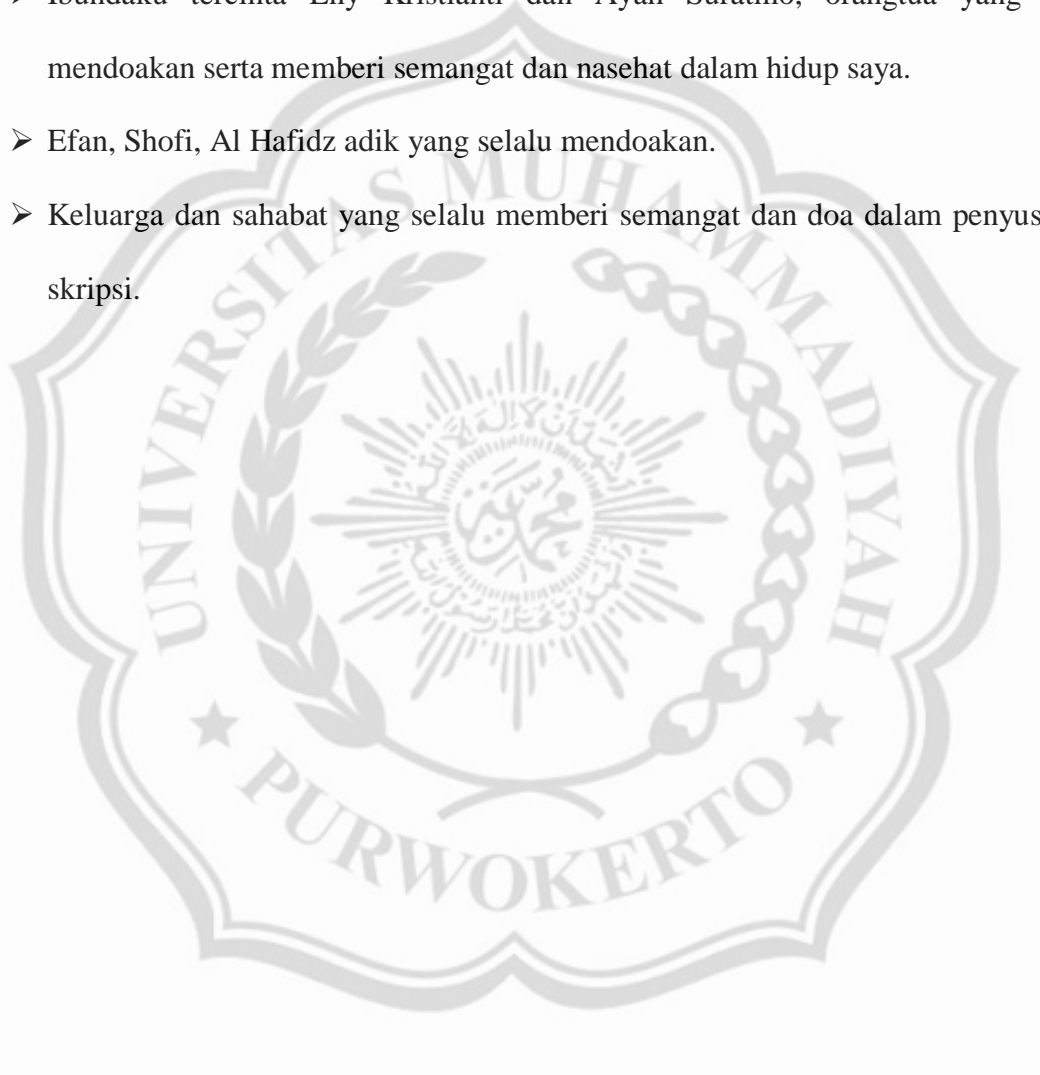 ➢ Ibundaku tercinta Eny Kristianti dan Ayah Suratmo, orangtua yang
mendoakan serta memberi semangat dan nasehat dalam hidup saya.
➢ Efan, Shofi, Al Hafidz adik yang selalu mendoakan.
➢ Keluarga dan sahabat yang selalu memberi semangat dan doa dalam penyus
skripsi.
UNIVERSITAS MUHAMMADIYAH
PURWOKERTO